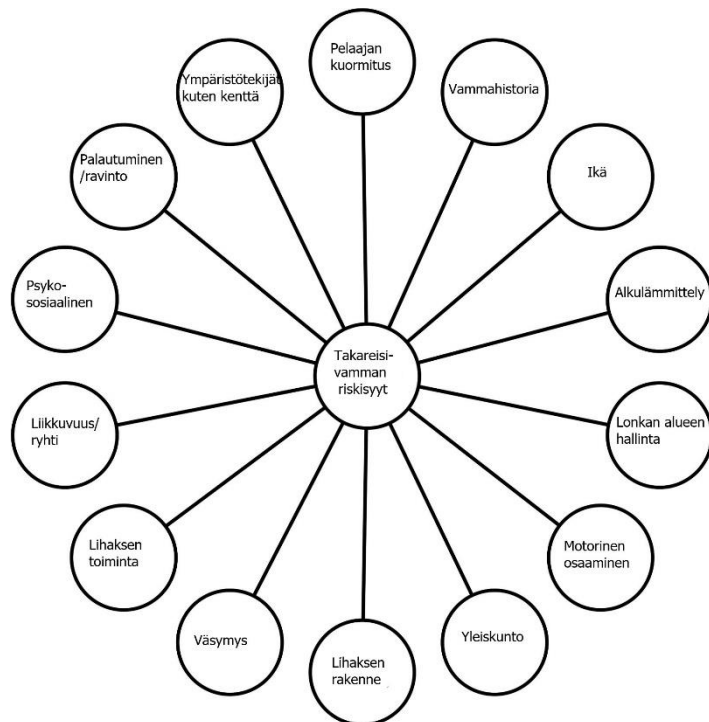 Pelaajan
kuormitus
Ympäristötekijät
kuten kenttä
Vammahistoria
Palautuminen
/ravinto
Ikä
Psyko-
sosiaalinen
Alkulämmittely
Takareisi-
vamman
riskisyyt
Liikkuvuus/
ryhti
Lonkan alueen
hallinta
Lihaksen
toiminta
Motorinen
osaaminen
Väsymys
Yleiskunto
Lihaksen
rakenne